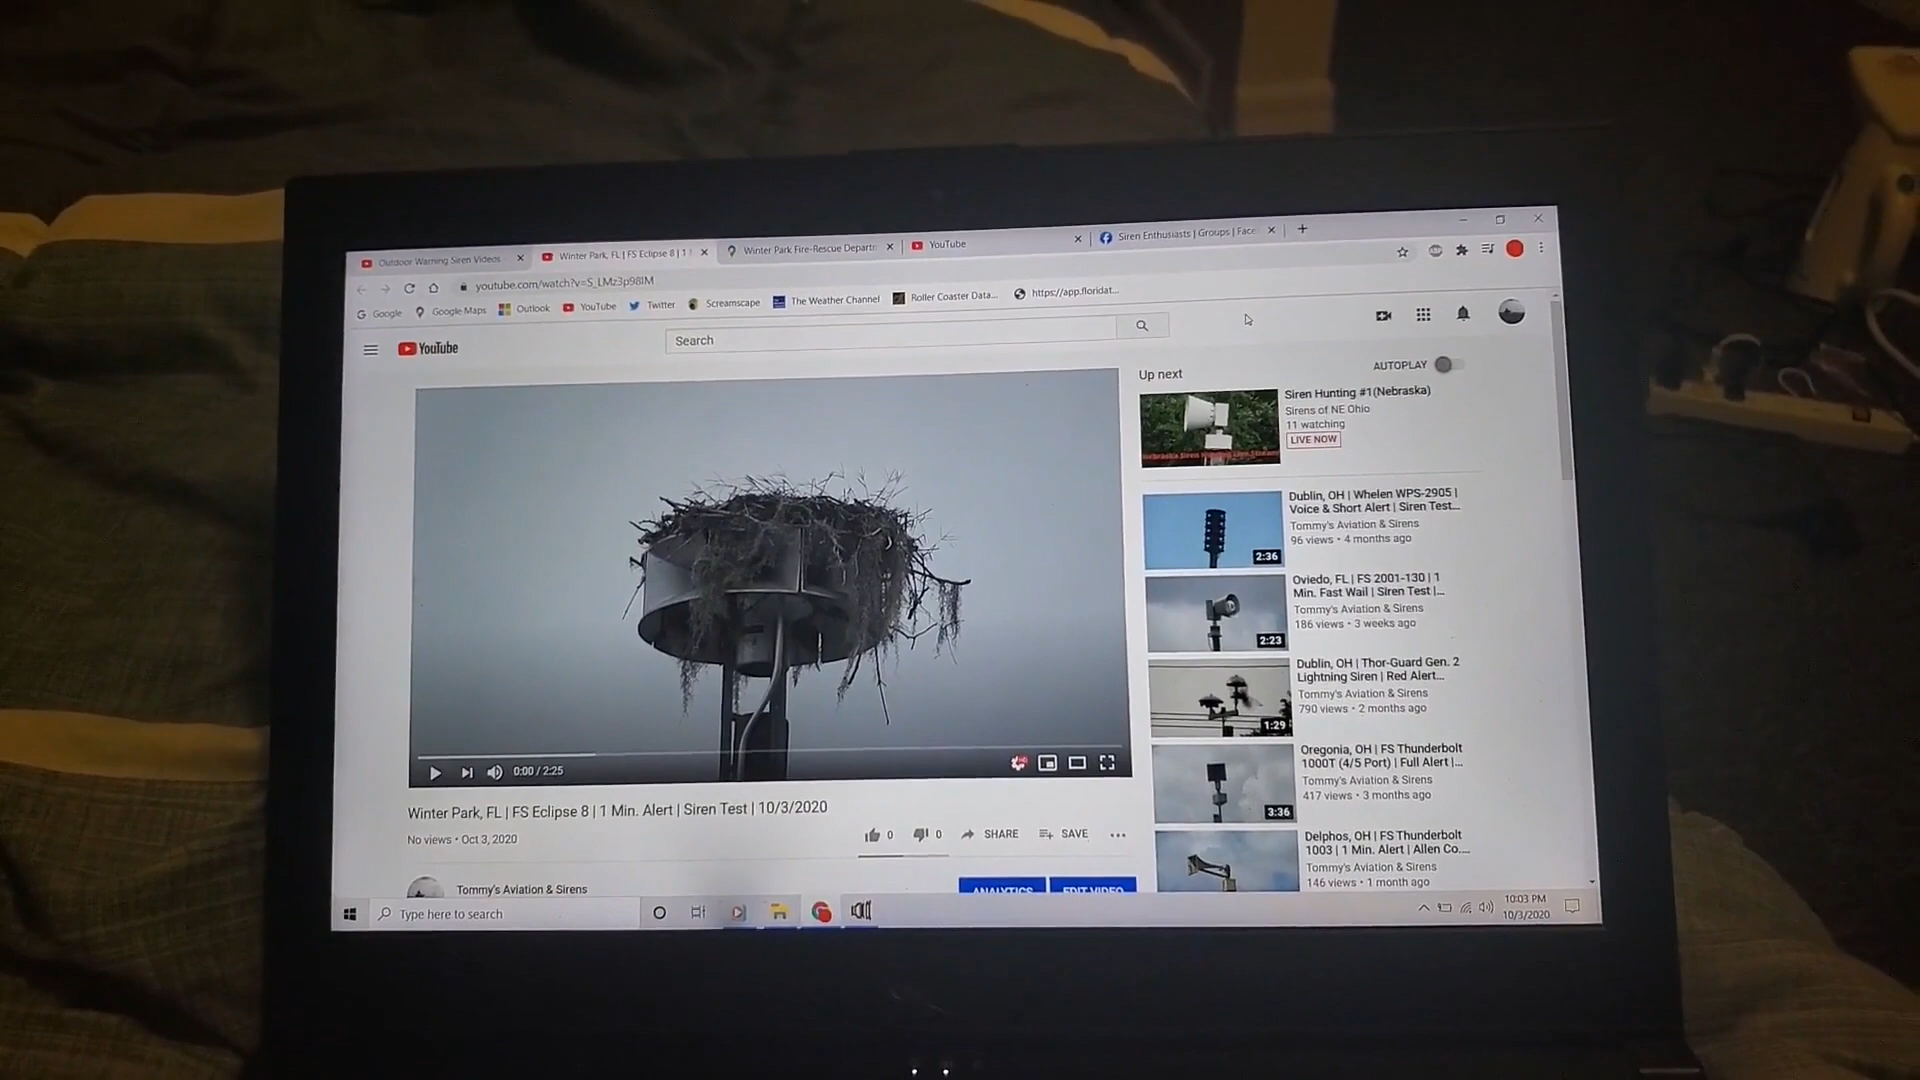 Outdoor Warning Siren Videos
Winter Park, FL | FS Eclipse 8 | 1
Winter Park Fire-Rescue Departm
YouTube
Siren Enthusiasts | Groups | Face
youtube.com/watch?v=S_LMz3p98IM
Google
Google Maps
Outlook
YouTube
Twitter
Screamscape
The Weather Channel
Roller Coaster Data...
https://app.floridat...
YouTube
Search
Up next
AUTOPLAY
Siren Hunting #1(Nebraska)
Sirens of NE Ohio
11 watching
LIVE NOW
Dublin, OH | Whelen WPS-2905 |
Voice & Short Alert | Siren Test...
Tommy's Aviation & Sirens
96 views • 4 months ago
2:36
Oviedo, FL | FS 2001-130 | 1
Min. Fast Wail | Siren Test |...
Tommy's Aviation & Sirens
186 views • 3 weeks ago
2:23
Dublin, OH | Thor-Guard Gen. 2
Lightning Siren | Red Alert...
Tommy's Aviation & Sirens
790 views • 2 months ago
1:29
Oregonia, OH | FS Thunderbolt
1000T (4/5 Port) | Full Alert |...
Tommy's Aviation & Sirens
417 views • 3 months ago
3:36
Delphos, OH | FS Thunderbolt
1003 | 1 Min. Alert | Allen Co....
Tommy's Aviation & Sirens
146 views • 1 month ago
0:00 / 2:25
Winter Park, FL | FS Eclipse 8 | 1 Min. Alert | Siren Test | 10/3/2020
No views • Oct 3, 2020
0
0
SHARE
SAVE
Tommy's Aviation & Sirens
ANALYTICS
EDIT VIDEO
Type here to search
10:03 PM
10/3/2020